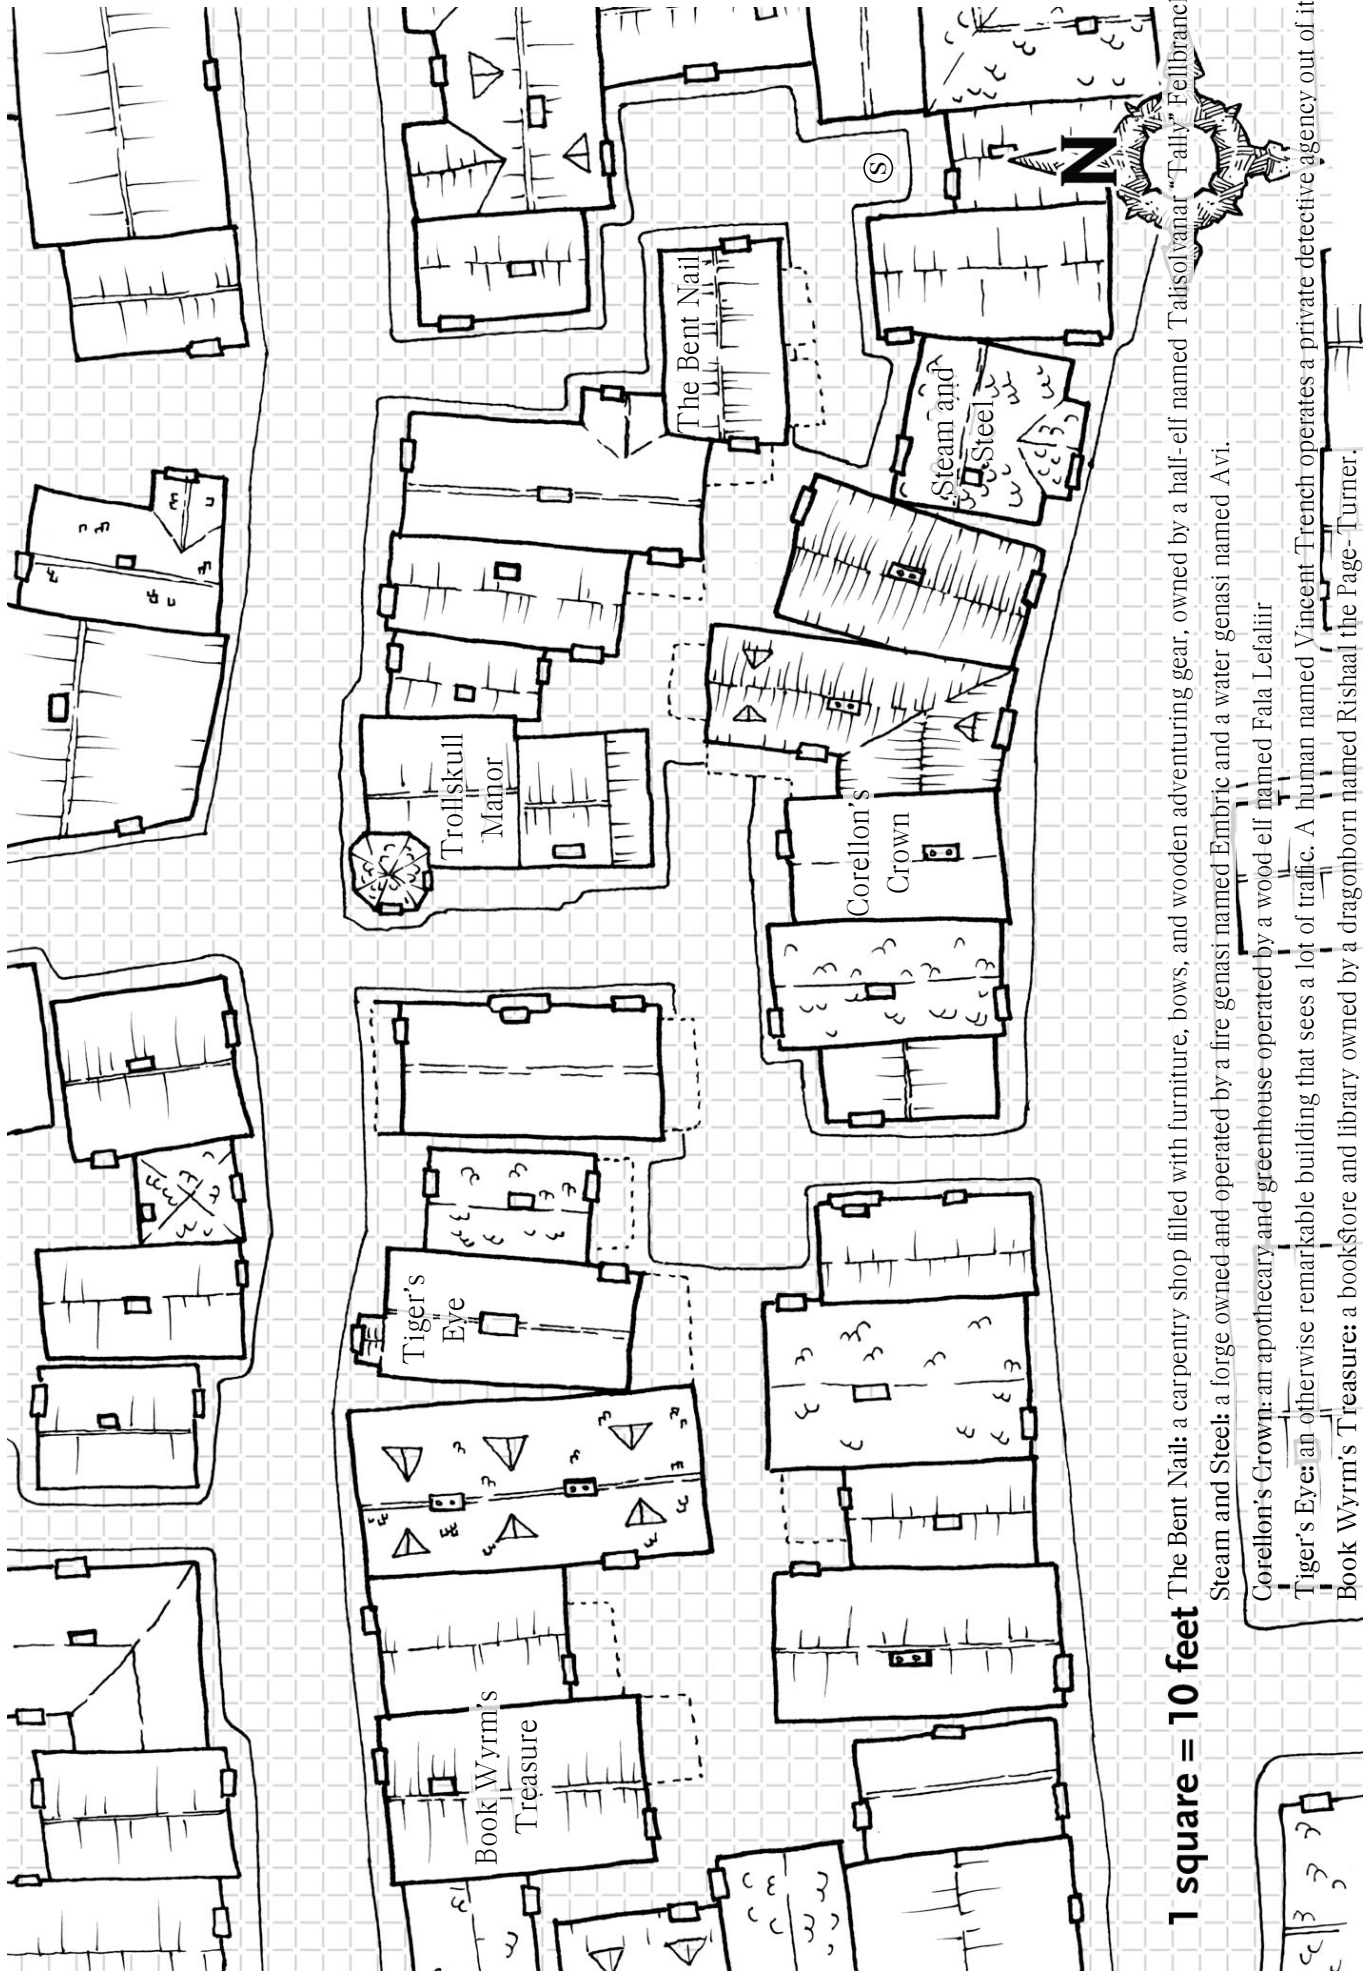 The Bent Nail
S
Steam and
Steel
Trollskull
Manor
Corellon's
Crown
Tiger's
Eye
Book Wyrm's
Treasure
N
1 square = 10 feet
The Bent Nail: a carpentry shop filled with furniture, bows, and wooden adventuring gear, owned by a half-elf named Talisolvanar "Tally" Fellbranch
Steam and Steel: a forge owned and operated by a fire genasi named Embric and a water genasi named Avi.
Corellon's Crown: an apothecary and greenhouse operated by a wood elf named Fala Lefaliir
Tiger's Eye: an otherwise remarkable building that sees a lot of traffic. A human named Vincent Trench operates a private detective agency out of it
Book Wyrm's Treasure: a bookstore and library owned by a dragonborn named Rishaal the Page-Turner.